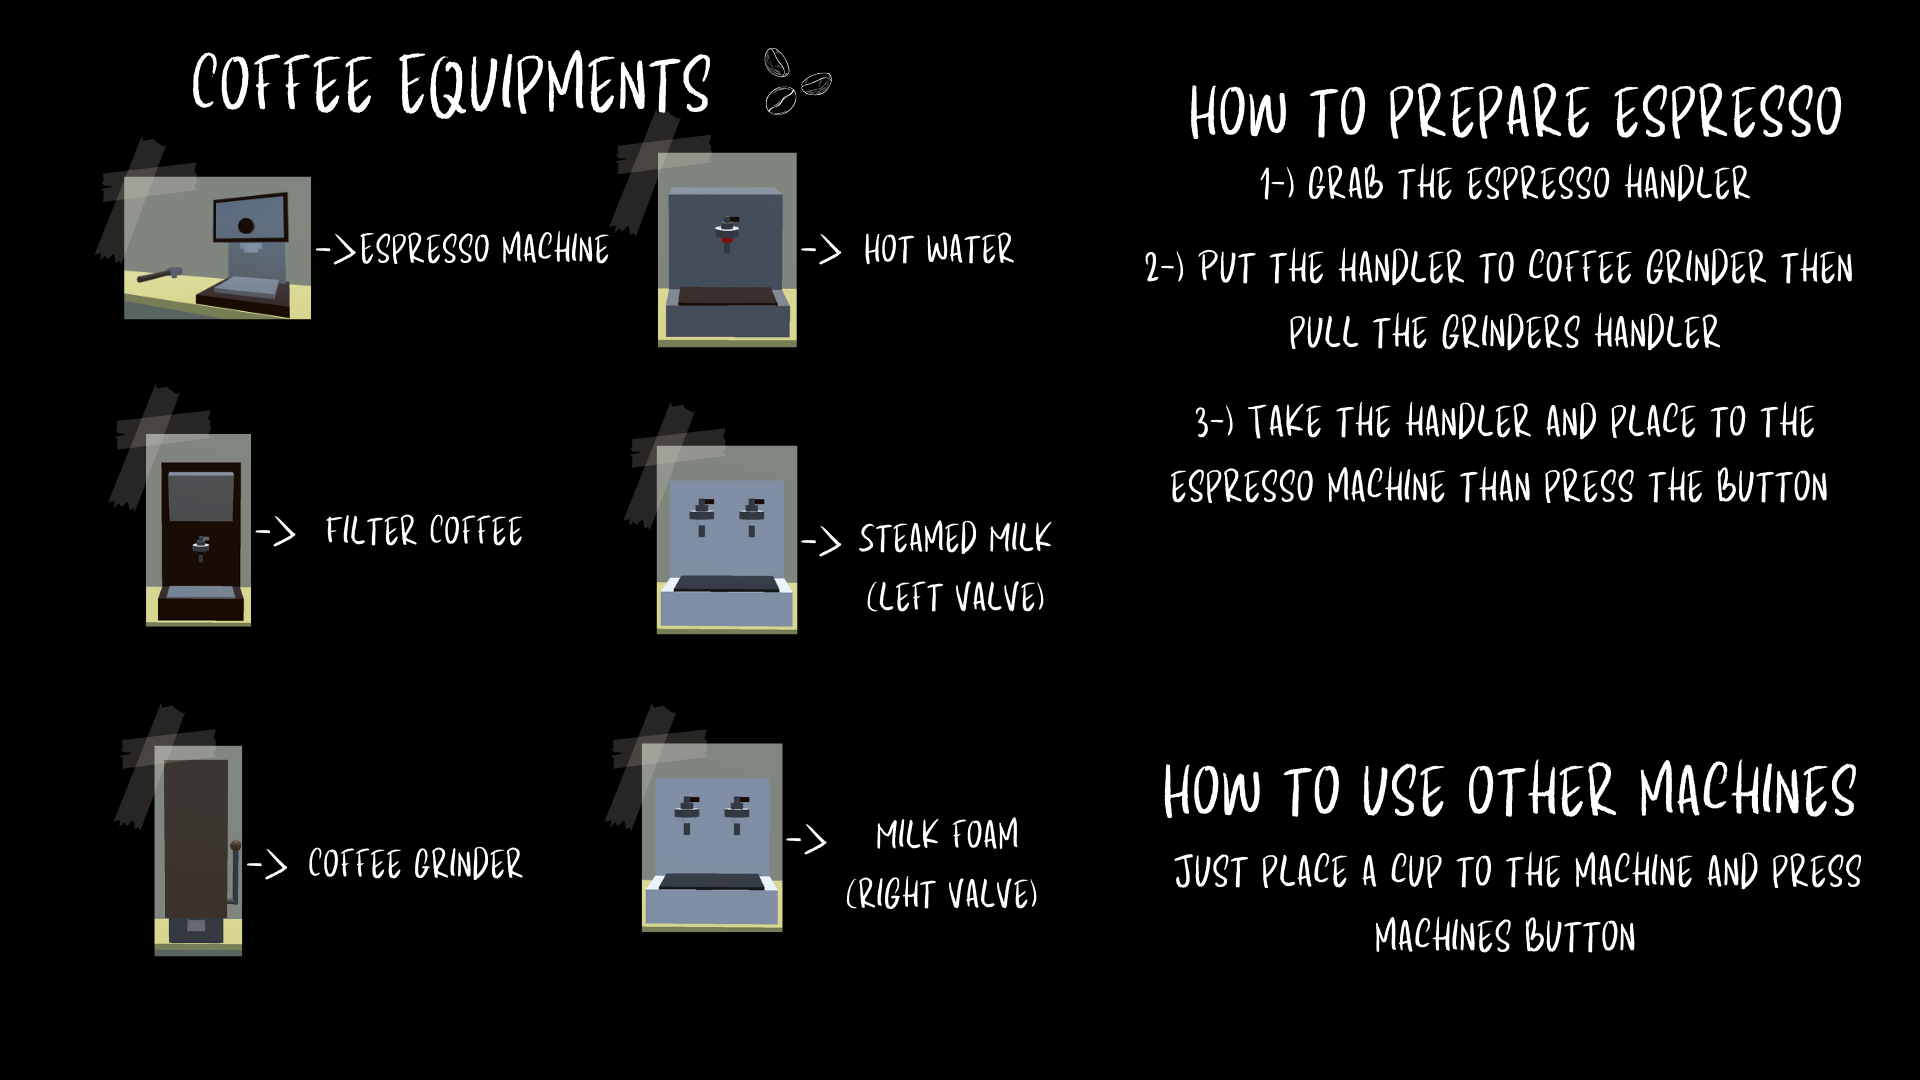 COFFEE EQUIPMENTS
-> ESPRESSO MACHINE
-> HOT WATER
-> FILTER COFFEE
-> STEAMED MILK
(LEFT VALVE)
-> COFFEE GRINDER
-> MILK FOAM
(RIGHT VALVE)
HOW TO PREPARE ESPRESSO
1-) GRAB THE ESPRESSO HANDLER
2-) PUT THE HANDLER TO COFFEE GRINDER THEN
PULL THE GRINDERS HANDLER
3-) TAKE THE HANDLER AND PLACE TO THE
ESPRESSO MACHINE THAN PRESS THE BUTTON
HOW TO USE OTHER MACHINES
JUST PLACE A CUP TO THE MACHINE AND PRESS
MACHINES BUTTON